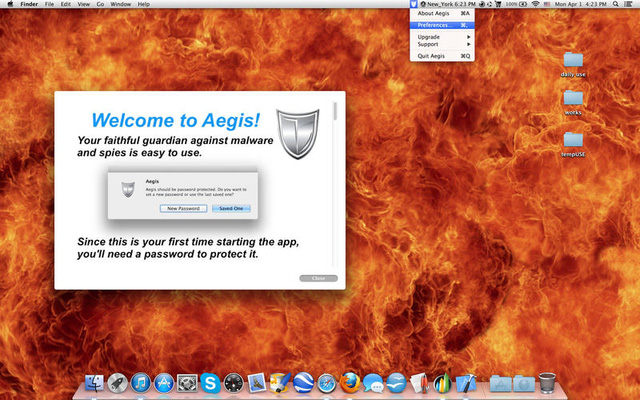 Finder File Edit View Go Window Help
New_York 6:23 PM 100% Mon Apr 1 4:23 PM
About Aegis ⌘A
Preferences... ⌘,
Upgrade
Support
Quit Aegis ⌘Q
daily use
works
tempUSE
Welcome to Aegis!
Your faithful guardian against malware
and spies is easy to use.
Aegis
Aegis should be password protected. Do you want to
set a new password or use the last saved one?
New Password Saved One
Since this is your first time starting the app,
you'll need a password to protect it.
Close